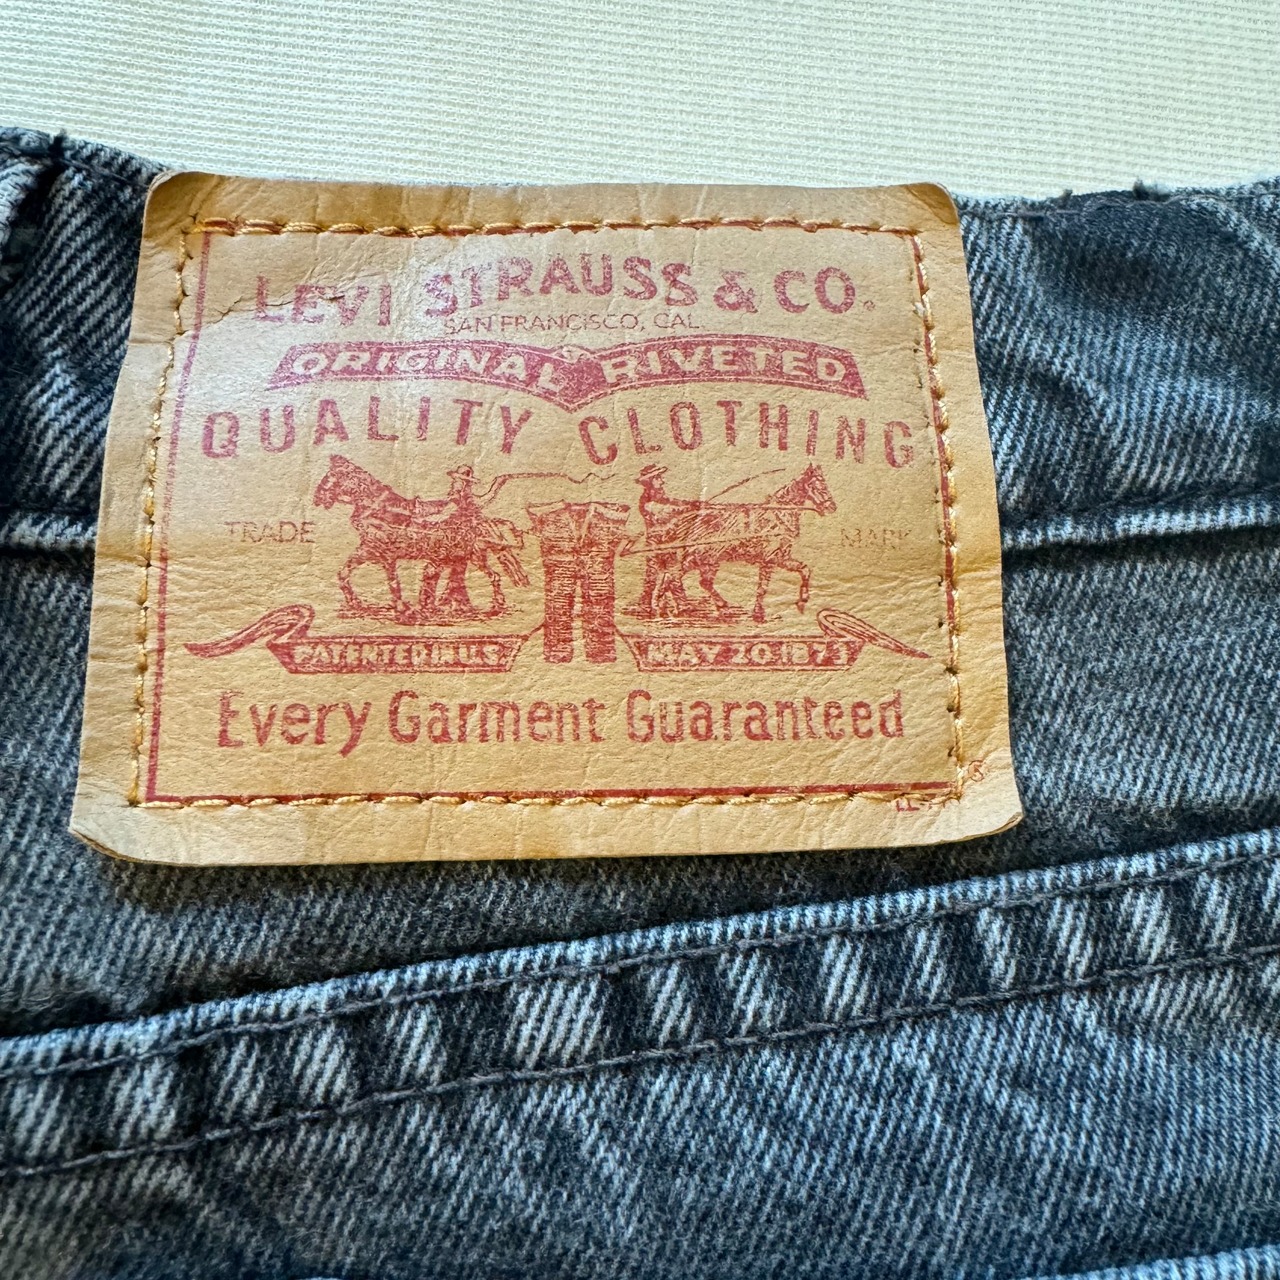 LEVI STRAUSS & CO.
SAN FRANCISCO, CAL
ORIGINAL RIVETED
QUALITY CLOTHING
TRADE MARK
PATENTED IN U.S. MAY 20 1873
Every Garment Guaranteed